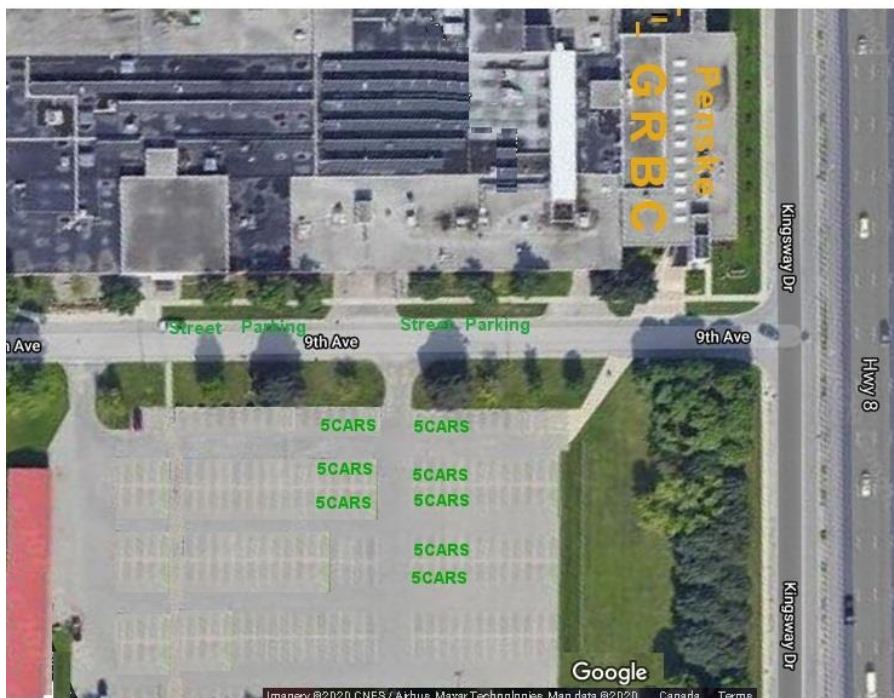 Penske
GRBC
Kingsway Dr
Street Parking
Street Parking
9th Ave
9th Ave
h Ave
Hwy 8
5CARS
5CARS
5CARS
5CARS
5CARS
5CARS
5CARS
5CARS
Kingsway Dr
Google
Imagery ©2020 CNES / Airbus, Maxar Technologies, Map data ©2020 Canada Terms